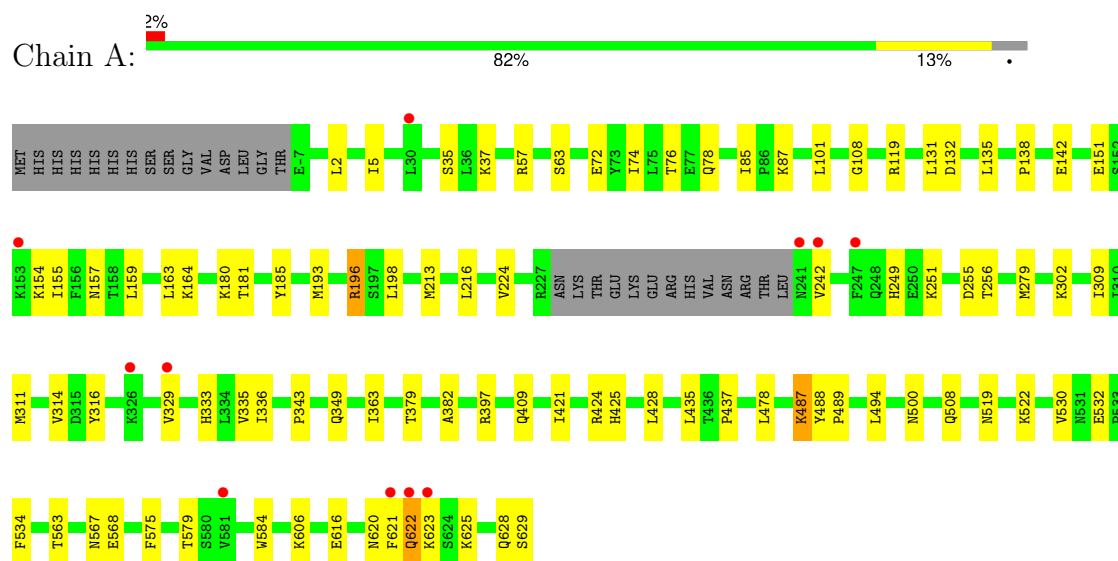 2%
Chain A:
82% 13% •
MET HIS HIS HIS HIS HIS HIS SER SER GLY VAL ASP LEU GLY THR E-7 L2 I5 L30 S35 L36 K37 R57 S63 E72 Y73 I74 L75 T76 E77 Q78 I85 P86 K87 L101 G108 R119 L131 D132 L135 P138 E142 E151 S152
K153 K154 I155 F156 N157 T158 L159 L163 K164 K180 T181 Y185 M193 R196 S197 L198 M213 L216 V224 R227 ASN LYS THR GLU LYS GLU ARG HIS VAL ASN ARG THR LEU N241 V242 F247 Q248 H249 E250 K251 D255 T256 M279 K302 I309 I310
M311 V314 D315 Y316 K326 V329 H333 L334 V335 I336 P343 Q349 I363 T379 A382 R397 Q409 I421 R424 H425 L428 L435 T436 P437 L478 K487 Y488 P489 L494 N500 Q508 N519 K522 V530 N531 E532 P533
F534 T563 N567 E568 F575 T579 S580 V581 W584 K606 E616 N620 F621 Q622 K623 S624 K625 Q628 S629